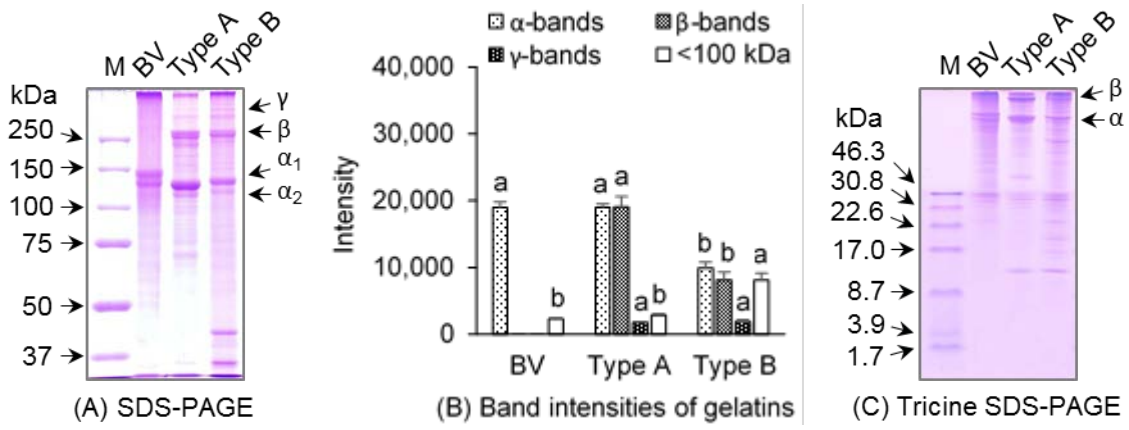 M BV Type A Type B
kDa
250
150
100
75
50
37
γ
β
α1
α2
(A) SDS-PAGE
α-bands β-bands
γ-bands <100 kDa
40,000
30,000
20,000
10,000
0
Intensity
a b
a a a b
b b a a
BV Type A Type B
(B) Band intensities of gelatins
M BV Type A Type B
kDa
46.3
30.8
22.6
17.0
8.7
3.9
1.7
β
α
(C) Tricine SDS-PAGE